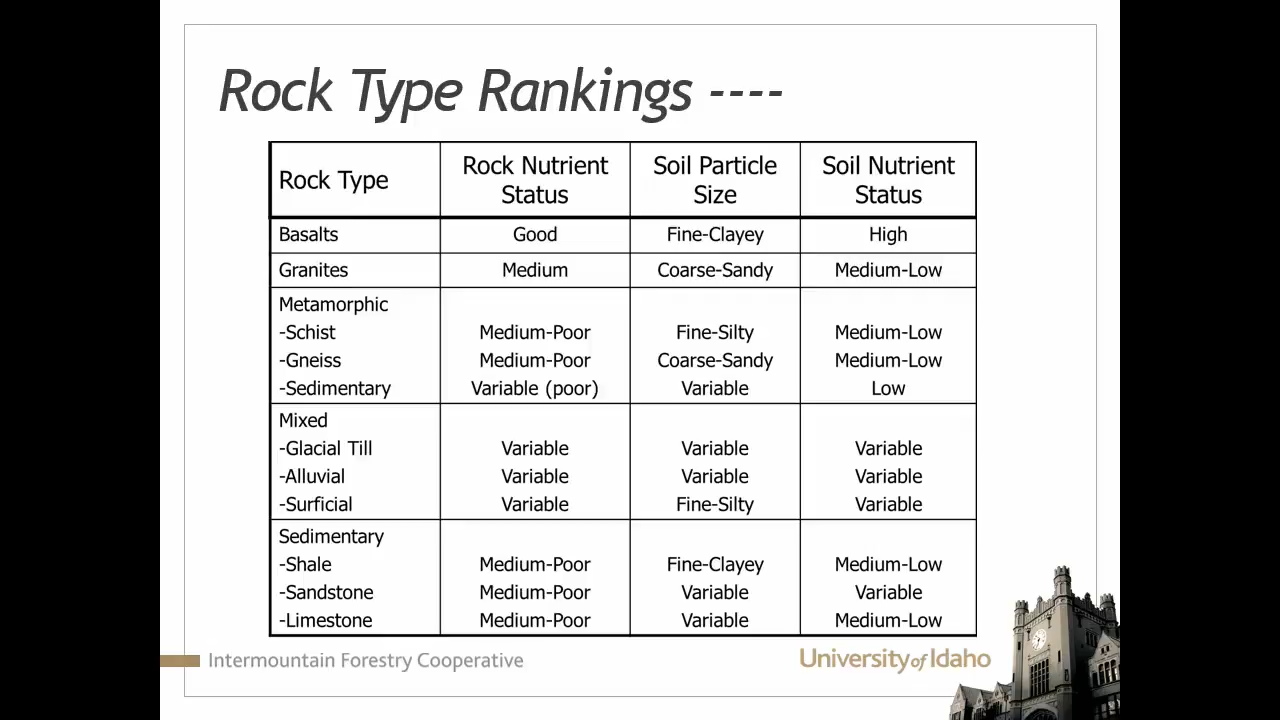 Rock Type Rankings ----
Rock Type Rock Nutrient Status Soil Particle Size Soil Nutrient Status
Basalts Good Fine-Clayey High
Granites Medium Coarse-Sandy Medium-Low
Metamorphic
-Schist Medium-Poor Fine-Silty Medium-Low
-Gneiss Medium-Poor Coarse-Sandy Medium-Low
-Sedimentary Variable (poor) Variable Low
Mixed
-Glacial Till Variable Variable Variable
-Alluvial Variable Variable Variable
-Surficial Variable Fine-Silty Variable
Sedimentary
-Shale Medium-Poor Fine-Clayey Medium-Low
-Sandstone Medium-Poor Variable Variable
-Limestone Medium-Poor Variable Medium-Low
Intermountain Forestry Cooperative
University of Idaho